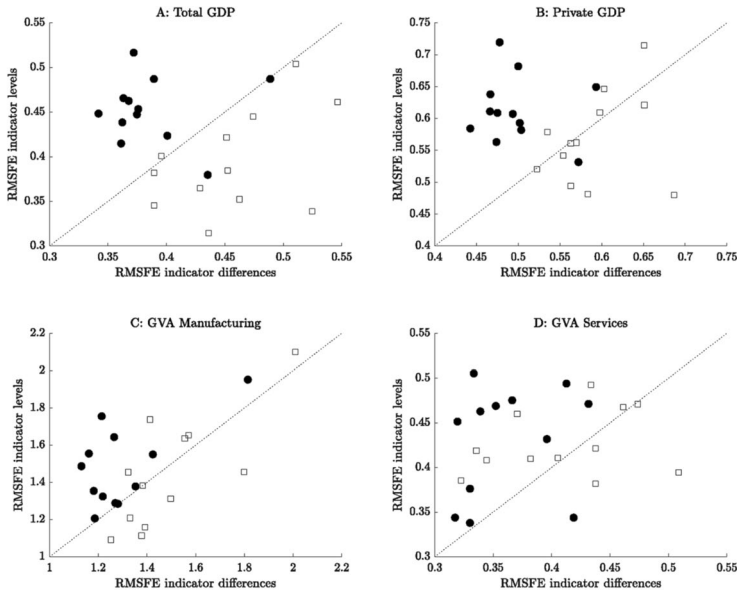 A: Total GDP
0.55
0.5
0.45
0.4
0.35
0.3
RMSFE indicator levels
0.3 0.35 0.4 0.45 0.5 0.55
RMSFE indicator differences
B: Private GDP
0.75
0.7
0.65
0.6
0.55
0.5
0.45
0.4
RMSFE indicator levels
0.4 0.45 0.5 0.55 0.6 0.65 0.7 0.75
RMSFE indicator differences
C: GVA Manufacturing
2.2
2
1.8
1.6
1.4
1.2
1
RMSFE indicator levels
1 1.2 1.4 1.6 1.8 2 2.2
RMSFE indicator differences
D: GVA Services
0.55
0.5
0.45
0.4
0.35
0.3
RMSFE indicator levels
0.3 0.35 0.4 0.45 0.5 0.55
RMSFE indicator differences